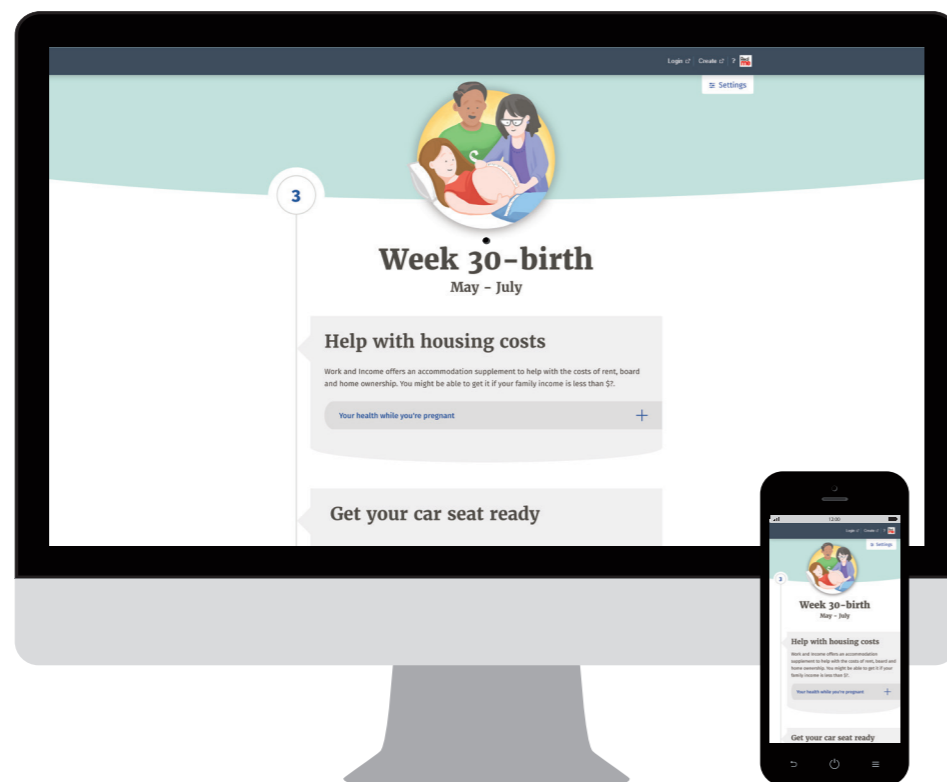 Login Create ?
Settings
3
Week 30-birth
May - July
Help with housing costs
Work and Income offers an accommodation supplement to help with the costs of rent, board
and home ownership. You might be able to get it if your family income is less than $?.
Your health while you're pregnant
Get your car seat ready
12:00
Login Create ?
Settings
3
Week 30-birth
May - July
Help with housing costs
Work and Income offers an accommodation
supplement to help with the costs of rent, board and
home ownership. You might be able to get it if your
family income is less than $?.
Your health while you're pregnant
Get your car seat ready